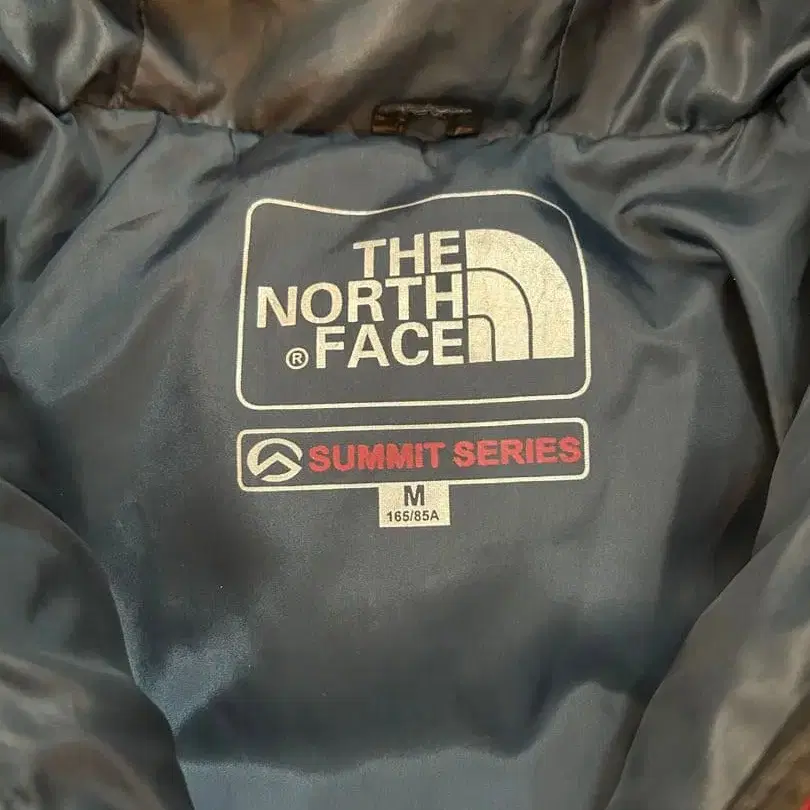 THE
NORTH
® FACE
SUMMIT SERIES
M
165/85A